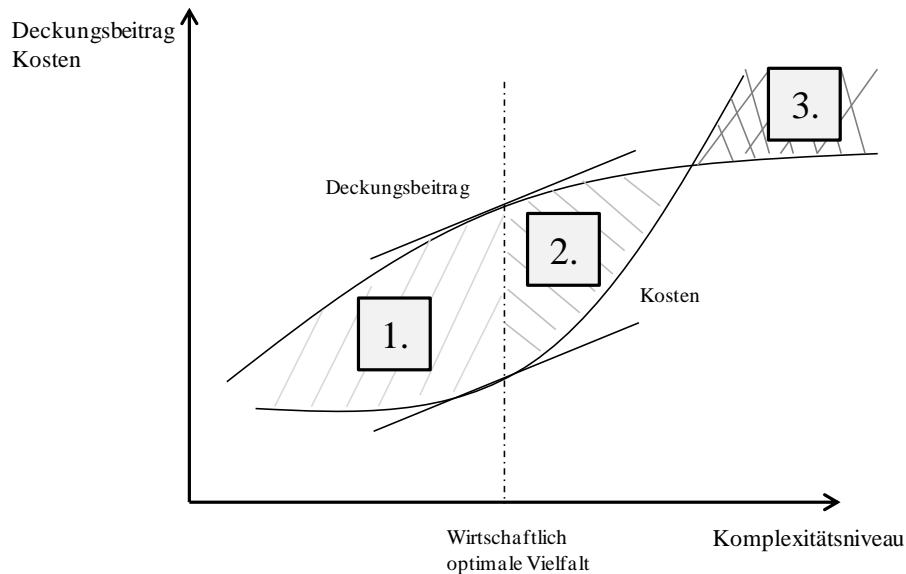 Deckungsbeitrag
Kosten
3.
Deckungsbeitrag
2.
Kosten
1.
Wirtschaftlich
optimale Vielfalt
Komplexitätsniveau